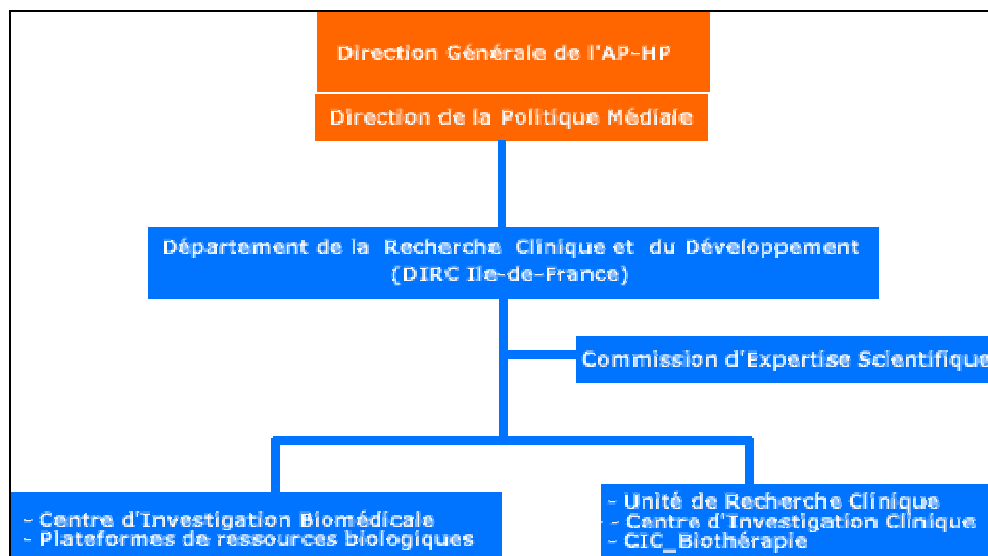 Direction Générale de l'AP-HP
Direction de la Politique Médiale
Département de la Recherche Clinique et du Développement
(DIRC Ile-de-France)
Commission d'Expertise Scientifique
- Centre d'Investigation Biomédicale
- Plateformes de ressources biologiques
- Unité de Recherche Clinique
- Centre d'Investigation Clinique
- CIC_Biothérapie